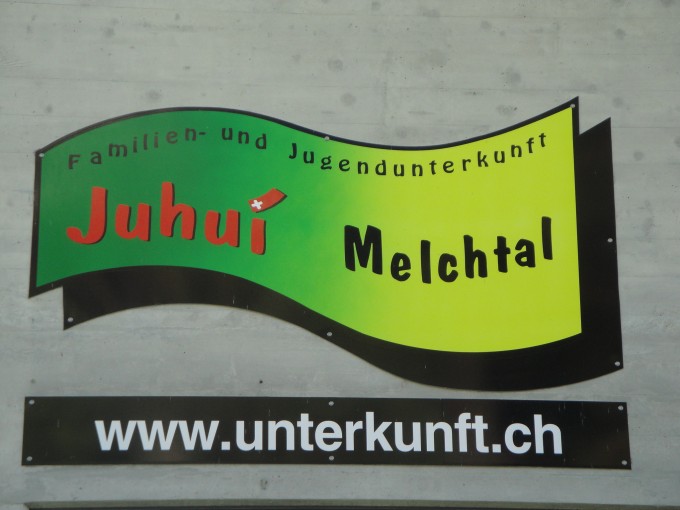 Familien- und Jugendunterkunft
Juhui Melchtal
www.unterkunft.ch